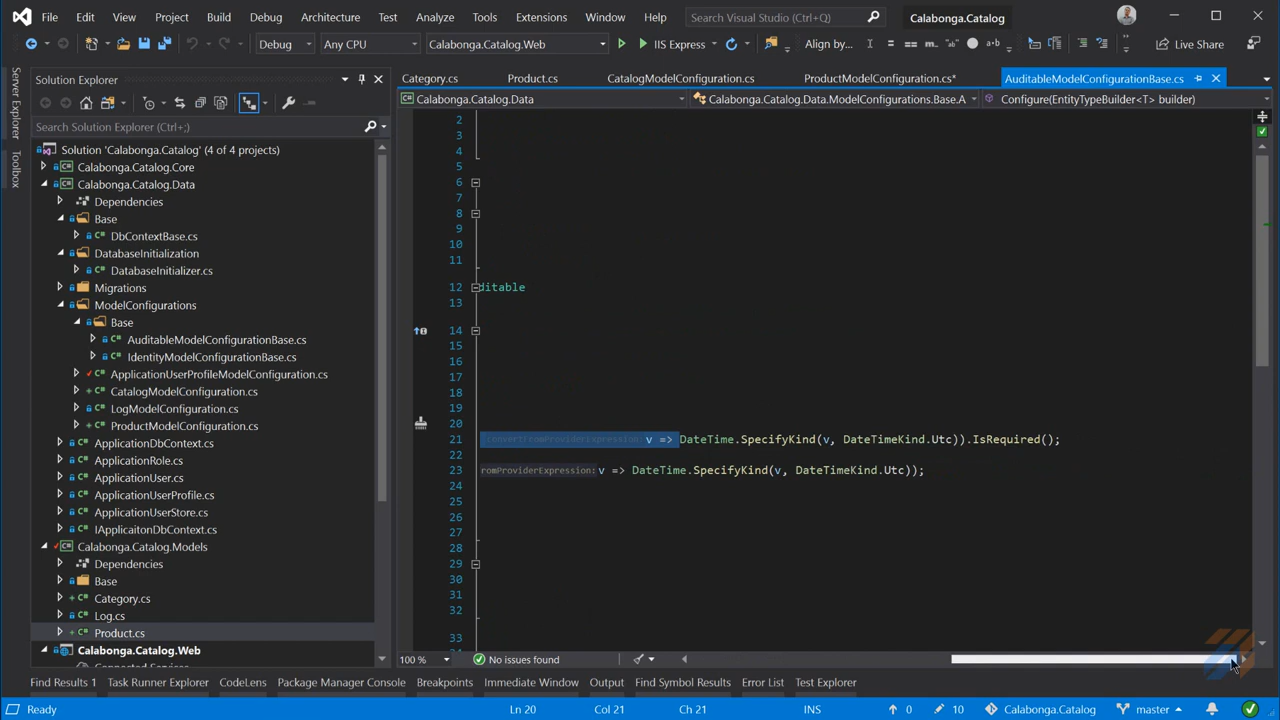 File Edit View Project Build Debug Architecture Test Analyze Tools Extensions Window Help Search Visual Studio (Ctrl+Q) Calabonga.Catalog
Debug Any CPU Calabonga.Catalog.Web IIS Express Align by... Live Share
Server Explorer
Toolbox
Solution Explorer
Search Solution Explorer (Ctrl+;)
Solution 'Calabonga.Catalog' (4 of 4 projects)
Calabonga.Catalog.Core
Calabonga.Catalog.Data
Dependencies
Base
DbContextBase.cs
DatabaseInitialization
DatabaseInitializer.cs
Migrations
ModelConfigurations
Base
AuditableModelConfigurationBase.cs
IdentityModelConfigurationBase.cs
ApplicationUserProfileModelConfiguration.cs
CatalogModelConfiguration.cs
LogModelConfiguration.cs
ProductModelConfiguration.cs
ApplicationDbContext.cs
ApplicationRole.cs
ApplicationUser.cs
ApplicationUserProfile.cs
ApplicationUserStore.cs
IApplicaitonDbContext.cs
Calabonga.Catalog.Models
Dependencies
Base
Category.cs
Log.cs
Product.cs
Calabonga.Catalog.Web
Connected Services
Category.cs Product.cs CatalogModelConfiguration.cs ProductModelConfiguration.cs* AuditableModelConfigurationBase.cs
Calabonga.Catalog.Data Calabonga.Catalog.Data.ModelConfigurations.Base.A Configure(EntityTypeBuilder<T> builder)
2
3
4
5
6
7
8
9
10
11
12 ditable
13
14
15
16
17
18
19
20
21 convertFromProviderExpression: v => DateTime.SpecifyKind(v, DateTimeKind.Utc)).IsRequired();
22
23 romProviderExpression: v => DateTime.SpecifyKind(v, DateTimeKind.Utc));
24
25
26
27
28
29
30
31
32
33
34
100 % No issues found
Find Results 1 Task Runner Explorer CodeLens Package Manager Console Breakpoints Immediate Window Output Find Symbol Results Error List Test Explorer
Ready Ln 20 Col 21 Ch 21 INS 0 10 Calabonga.Catalog master